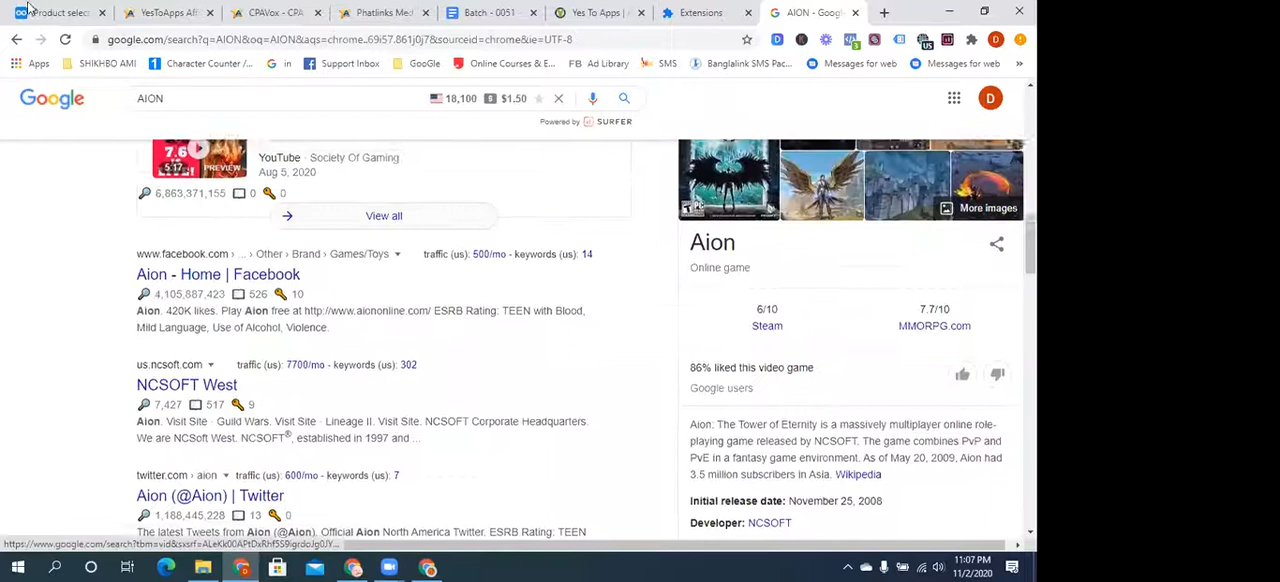 Product selec
YesToApps Aff
CPAVox - CPA
Phatlinks Med
Batch - 0051
Yes To Apps | A
Extensions
AION - Google
google.com/search?q=AION&oq=AION&aqs=chrome..69i57.861j0j7&sourceid=chrome&ie=UTF-8
Apps SHIKHBO AMI Character Counter /... in Support Inbox GooGle Online Courses & E... FB Ad Library SMS Banglalink SMS Pac... Messages for web Messages for web »
Google AION 18,100 $1.50 D
Powered by SURFER
7.6
5:17 PREVIEW
YouTube · Society Of Gaming
Aug 5, 2020
6,863,371,155 0 0
View all
www.facebook.com › ... › Other › Brand › Games/Toys traffic (us): 500/mo - keywords (us): 14
Aion - Home | Facebook
4,105,887,423 526 10
Aion. 420K likes. Play Aion free at http://www.aiononline.com/ ESRB Rating: TEEN with Blood,
Mild Language, Use of Alcohol, Violence.
us.ncsoft.com traffic (us): 7700/mo - keywords (us): 302
NCSOFT West
7,427 517 9
Aion. Visit Site · Guild Wars. Visit Site · Lineage II. Visit Site. NCSOFT Corporate Headquarters.
We are NCSoft West. NCSOFT®, established in 1997 and ...
twitter.com › aion traffic (us): 600/mo - keywords (us): 7
Aion (@Aion) | Twitter
1,188,445,228 13 0
The latest Tweets from Aion (@Aion). Official Aion North America Twitter. ESRB Rating: TEEN
More images
Aion
Online game
6/10 7.7/10
Steam MMORPG.com
86% liked this video game
Google users
Aion: The Tower of Eternity is a massively multiplayer online role-
playing game released by NCSOFT. The game combines PvP and
PvE in a fantasy game environment. As of May 20, 2009, Aion had
3.5 million subscribers in Asia. Wikipedia
Initial release date: November 25, 2008
Developer: NCSOFT
11:07 PM
11/2/2020